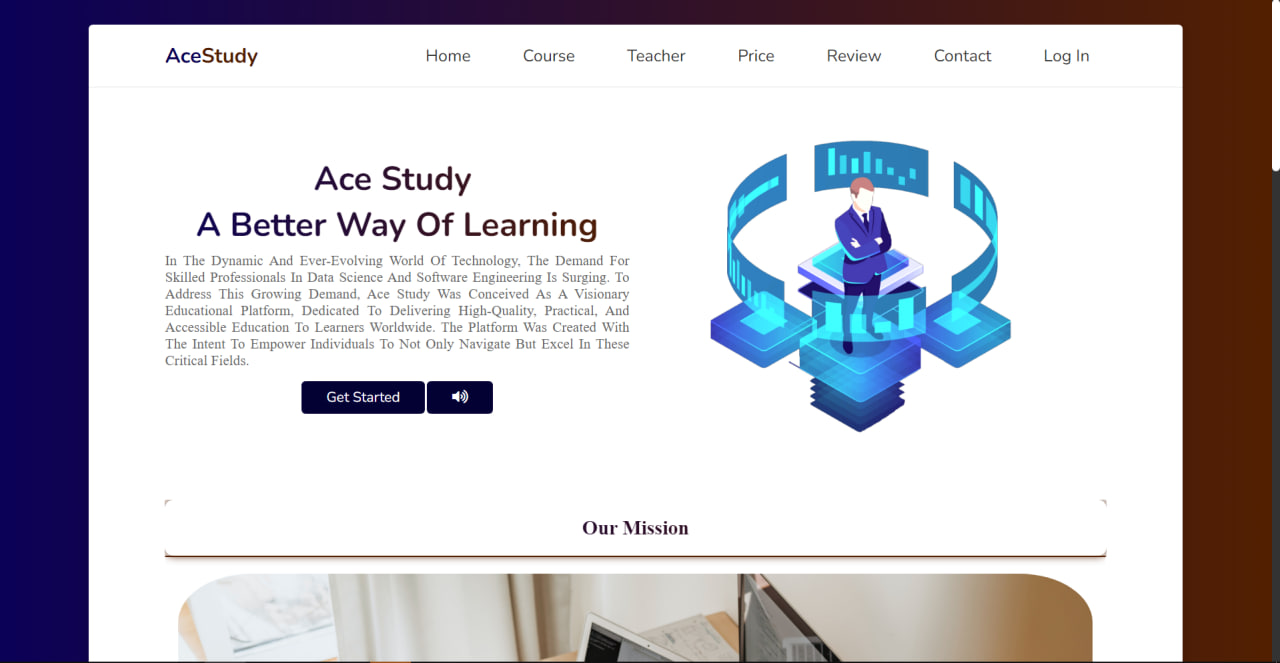 AceStudy
Home Course Teacher Price Review Contact Log In
Ace Study
A Better Way Of Learning
In The Dynamic And Ever-Evolving World Of Technology, The Demand For
Skilled Professionals In Data Science And Software Engineering Is Surging. To
Address This Growing Demand, Ace Study Was Conceived As A Visionary
Educational Platform, Dedicated To Delivering High-Quality, Practical, And
Accessible Education To Learners Worldwide. The Platform Was Created With
The Intent To Empower Individuals To Not Only Navigate But Excel In These
Critical Fields.
Get Started
Our Mission